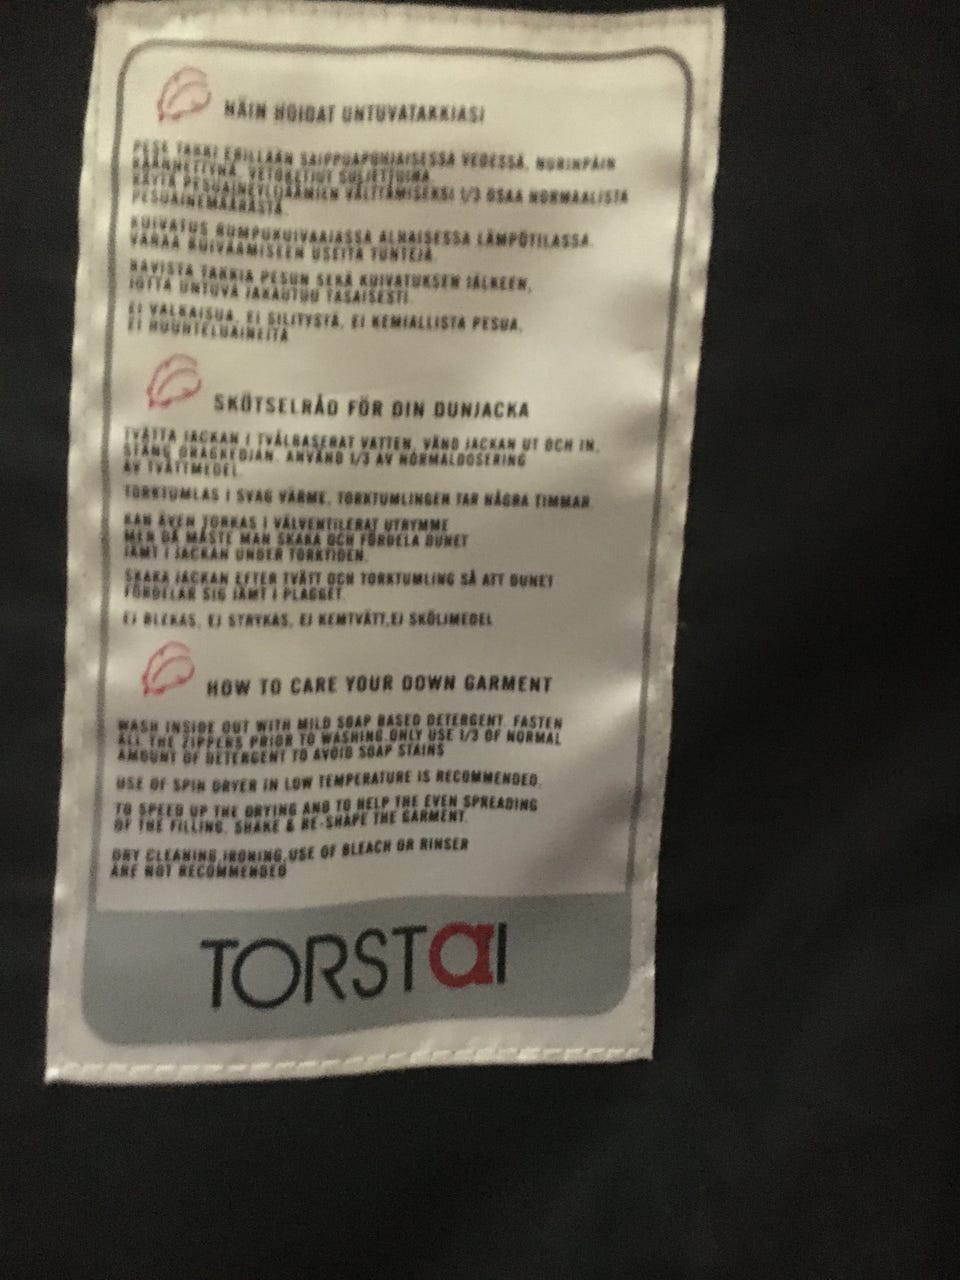 NÄIN HOIDAT UNTUVATAKKIASI
PESE TAKKI ERILLÄÄN SAIPPUAPOHJAISESSA VEDESSÄ, NURINPÄIN
KÄÄNNETTYNÄ, VETOKETJUT SULJETTUINA.
KÄYTÄ PESUAINEYLIJÄÄMIEN VÄLTTÄMISEKSI 1/3 OSAA NORMAALISTA
PESUAINEMÄÄRÄSTÄ.
KUIVATUS RUMPUKUIVAAJASSA ALHAISESSA LÄMPÖTILASSA.
VARAA KUIVAAMISEEN USEITA TUNTEJA.
RAVISTA TAKKIA PESUN SEKÄ KUIVATUKSEN JÄLKEEN,
JOTTA UNTUVA JAKAUTUU TASAISESTI.
EI VALKAISUA, EI SILITYSTÄ, EI KEMIALLISTA PESUA,
EI HUUHTELUAINEITA
SKÖTSELRÅD FÖR DIN DUNJACKA
TVÄTTA JACKAN I TVÅLBASERAT VATTEN, VÄND JACKAN UT OCH IN,
STÄNG DRAGKEDJAN. ANVÄND 1/3 AV NORMALDOSERING
AV TVÄTTMEDEL.
TORKTUMLAS I SVAG VÄRME. TORKTUMLINGEN TAR NÅGRA TIMMAR.
KAN ÄVEN TORKAS I VÄLVENTILERAT UTRYMME
MEN DÅ MÅSTE MAN SKAKA OCH FÖRDELA DUNET
JÄMT I JACKAN UNDER TORKTIDEN.
SKAKA JACKAN EFTER TVÄTT OCH TORKTUMLING SÅ ATT DUNET
FÖRDELAR SIG JÄMT I PLAGGET.
EJ BLEKAS, EJ STRYKAS, EJ KEMTVÄTT,EJ SKÖLJMEDEL
HOW TO CARE YOUR DOWN GARMENT
WASH INSIDE OUT WITH MILD SOAP BASED DETERGENT. FASTEN
ALL THE ZIPPERS PRIOR TO WASHING.ONLY USE 1/3 OF NORMAL
AMOUNT OF DETERGENT TO AVOID SOAP STAINS
USE OF SPIN DRYER IN LOW TEMPERATURE IS RECOMMENDED.
TO SPEED UP THE DRYING AND TO HELP THE EVEN SPREADING
OF THE FILLING, SHAKE & RE-SHAPE THE GARMENT.
DRY CLEANING,IRONING,USE OF BLEACH OR RINSER
ARE NOT RECOMMENDED
TORSTAI